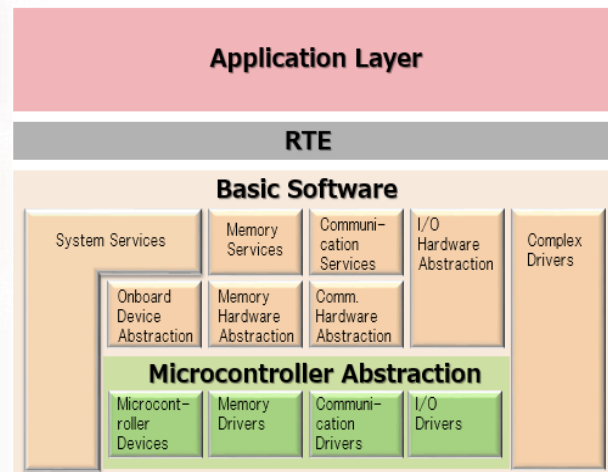 Application Layer
RTE
Basic Software
System Services
Memory
Services
Communi-
cation
Services
I/O
Hardware
Abstraction
Complex
Drivers
Onboard
Device
Abstraction
Memory
Hardware
Abstraction
Comm.
Hardware
Abstraction
Microcontroller Abstraction
Microcont-
roller
Devices
Memory
Drivers
Communi-
cation
Drivers
I/O
Drivers